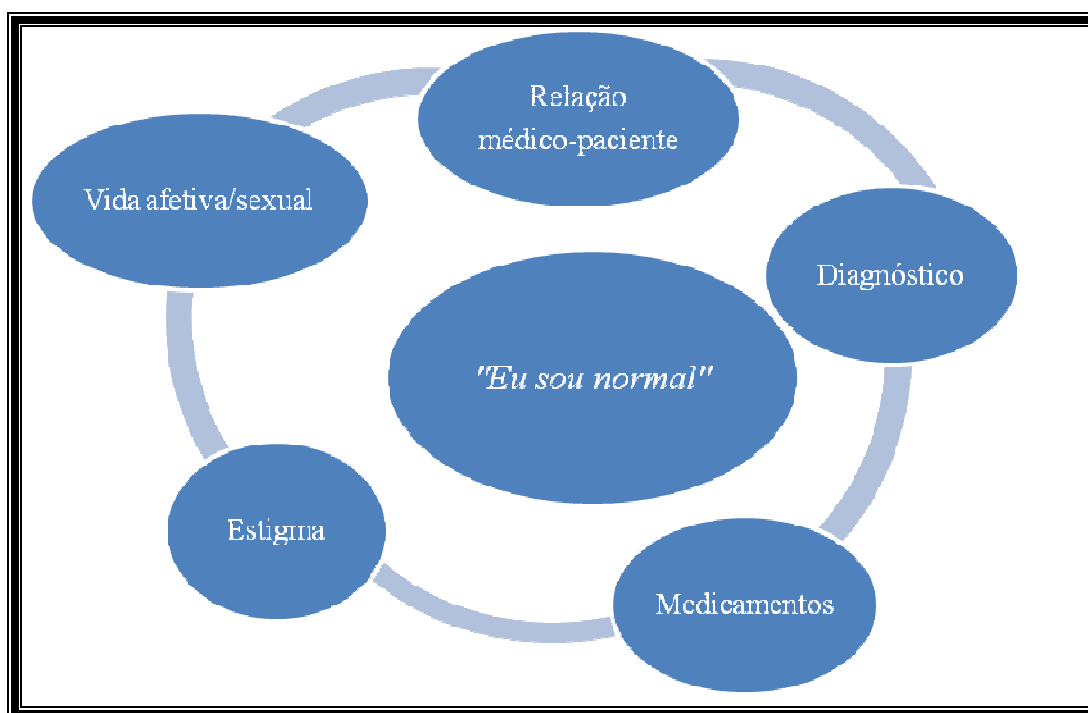 Relação
médico-paciente
Vida afetiva/sexual
Diagnóstico
"Eu sou normal"
Estigma
Medicamentos